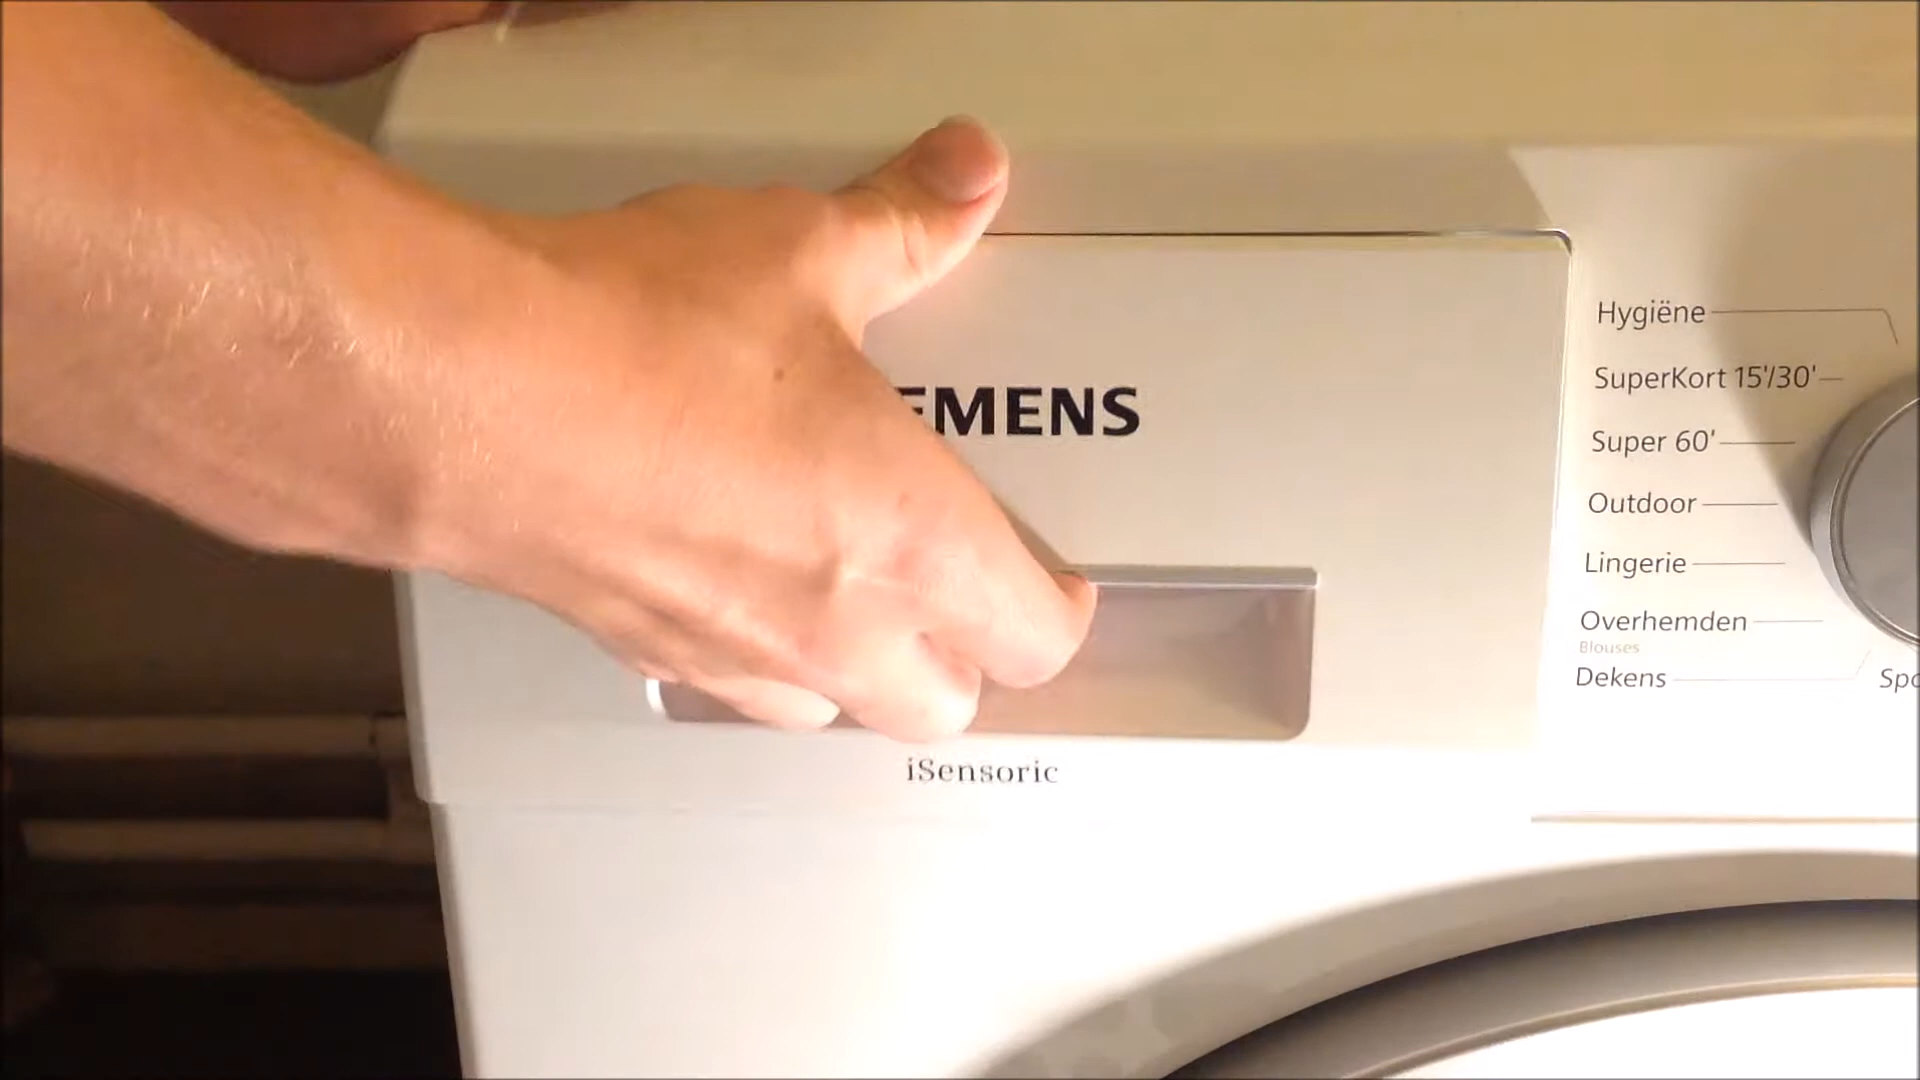 EMENS
Hygiëne
SuperKort 15'/30'
Super 60'
Outdoor
Lingerie
Overhemden
Blouses
Dekens
Spo
iSensoric